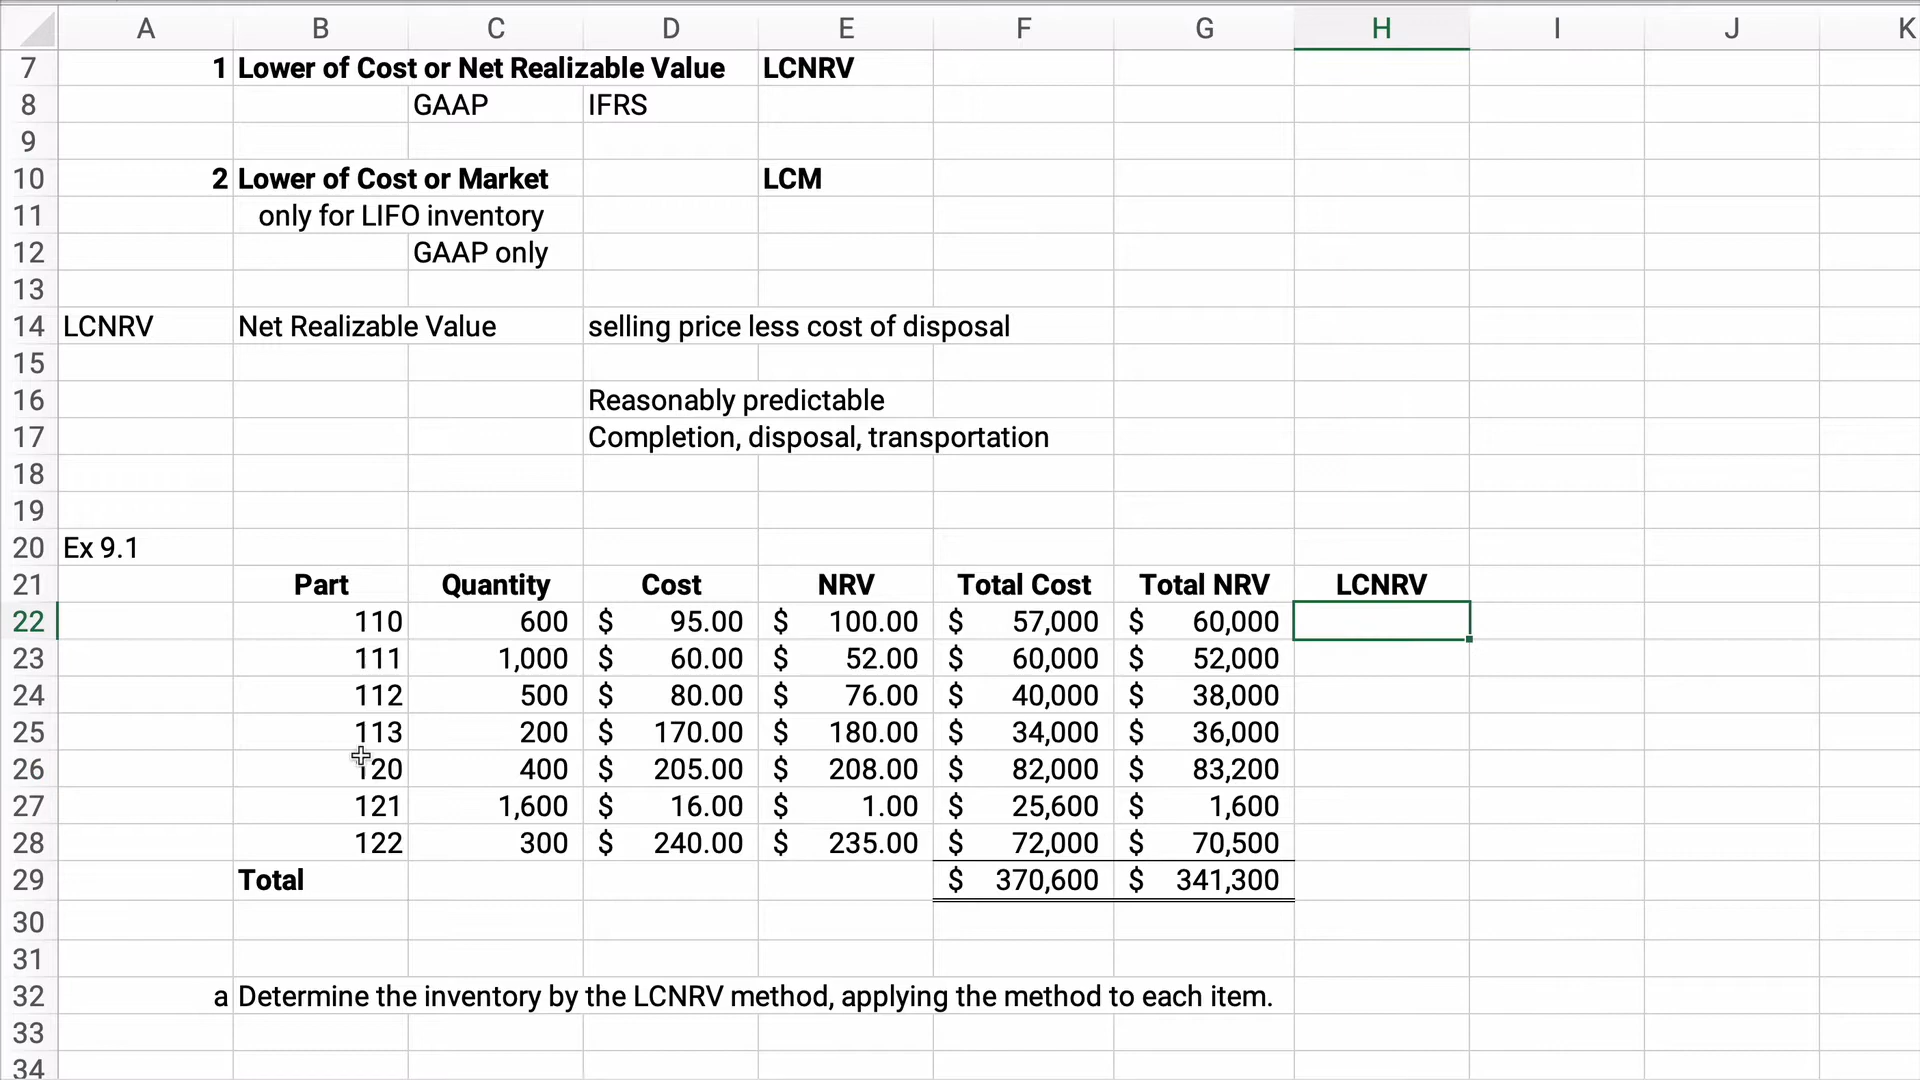 A B C D E F G H I J K
7 1 Lower of Cost or Net Realizable Value LCNRV
8 GAAP IFRS
9
10 2 Lower of Cost or Market LCM
11 only for LIFO inventory
12 GAAP only
13
14 LCNRV Net Realizable Value selling price less cost of disposal
15
16 Reasonably predictable
17 Completion, disposal, transportation
18
19
20 Ex 9.1
21 Part Quantity Cost NRV Total Cost Total NRV LCNRV
22 110 600 $ 95.00 $ 100.00 $ 57,000 $ 60,000
23 111 1,000 $ 60.00 $ 52.00 $ 60,000 $ 52,000
24 112 500 $ 80.00 $ 76.00 $ 40,000 $ 38,000
25 113 200 $ 170.00 $ 180.00 $ 34,000 $ 36,000
26 120 400 $ 205.00 $ 208.00 $ 82,000 $ 83,200
27 121 1,600 $ 16.00 $ 1.00 $ 25,600 $ 1,600
28 122 300 $ 240.00 $ 235.00 $ 72,000 $ 70,500
29 Total $ 370,600 $ 341,300
30
31
32 a Determine the inventory by the LCNRV method, applying the method to each item.
33
34